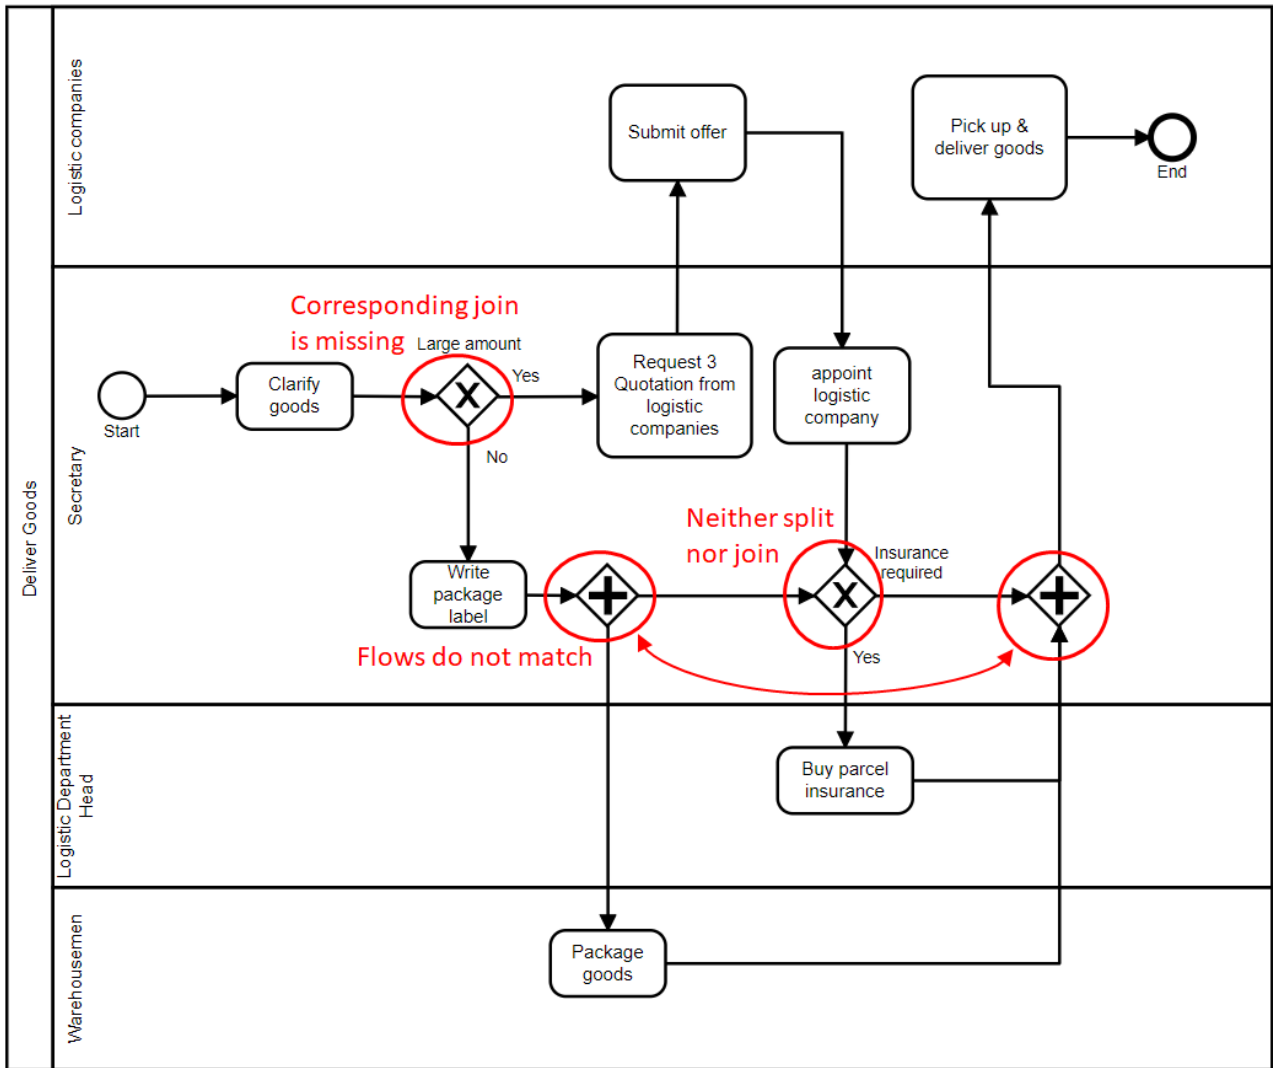 Deliver Goods
Logistic companies
Submit offer
Pick up &
deliver goods
End
Secretary
Corresponding join
is missing
Large amount
Yes
No
Start
Clarify
goods
Request 3
Quotation from
logistic
companies
appoint
logistic
company
Neither split
nor join
Insurance
required
Write
package
label
Flows do not match
Yes
Logistic Department
Head
Buy parcel
insurance
Warehousemen
Package
goods